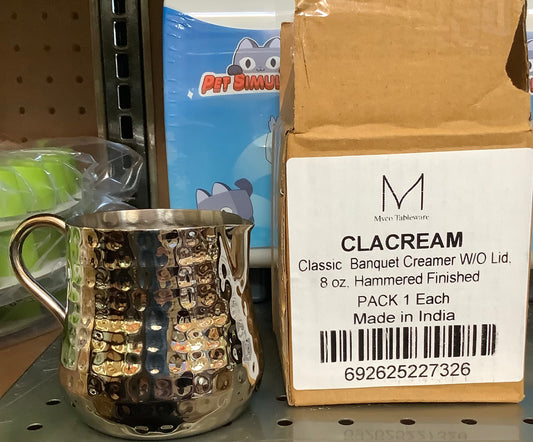 PET SIMU
M
Myco Tableware
CLACREAM
Classic Banquet Creamer W/O Lid.
8 oz, Hammered Finished
PACK 1 Each
Made in India
692625227326